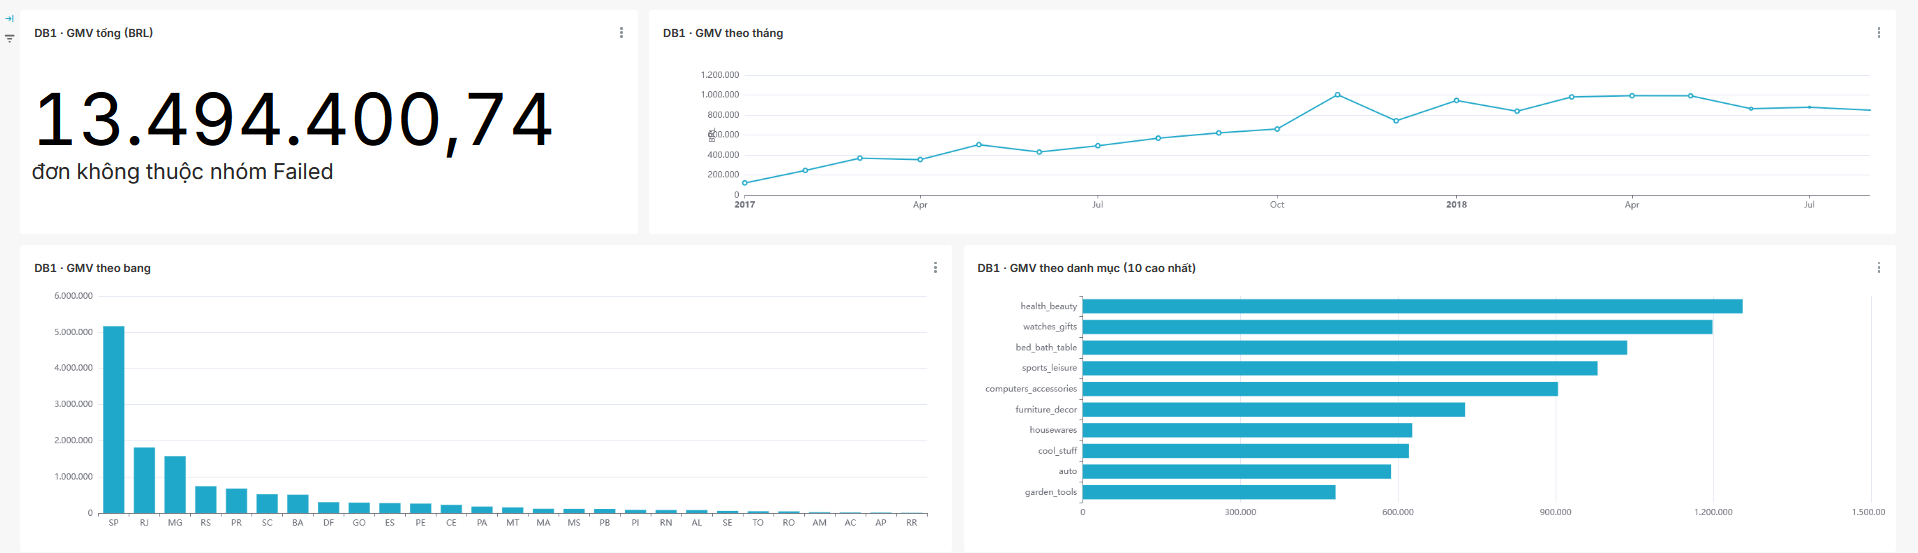 DB1 · GMV tổng (BRL)
13.494.400,74
đơn không thuộc nhóm Failed
DB1 · GMV theo tháng
1.200.000
1.000.000
800.000
600.000
400.000
200.000
0
BRL
2017 Apr Jul Oct 2018 Apr Jul
DB1 · GMV theo bang
6.000.000
5.000.000
4.000.000
3.000.000
2.000.000
1.000.000
0
SP RJ MG RS PR SC BA DF GO ES PE CE PA MT MA MS PB PI RN AL SE TO RO AM AC AP RR
DB1 · GMV theo danh mục (10 cao nhất)
health_beauty
watches_gifts
bed_bath_table
sports_leisure
computers_accessories
furniture_decor
housewares
cool_stuff
auto
garden_tools
0 300.000 600.000 900.000 1.200.000 1.500.00